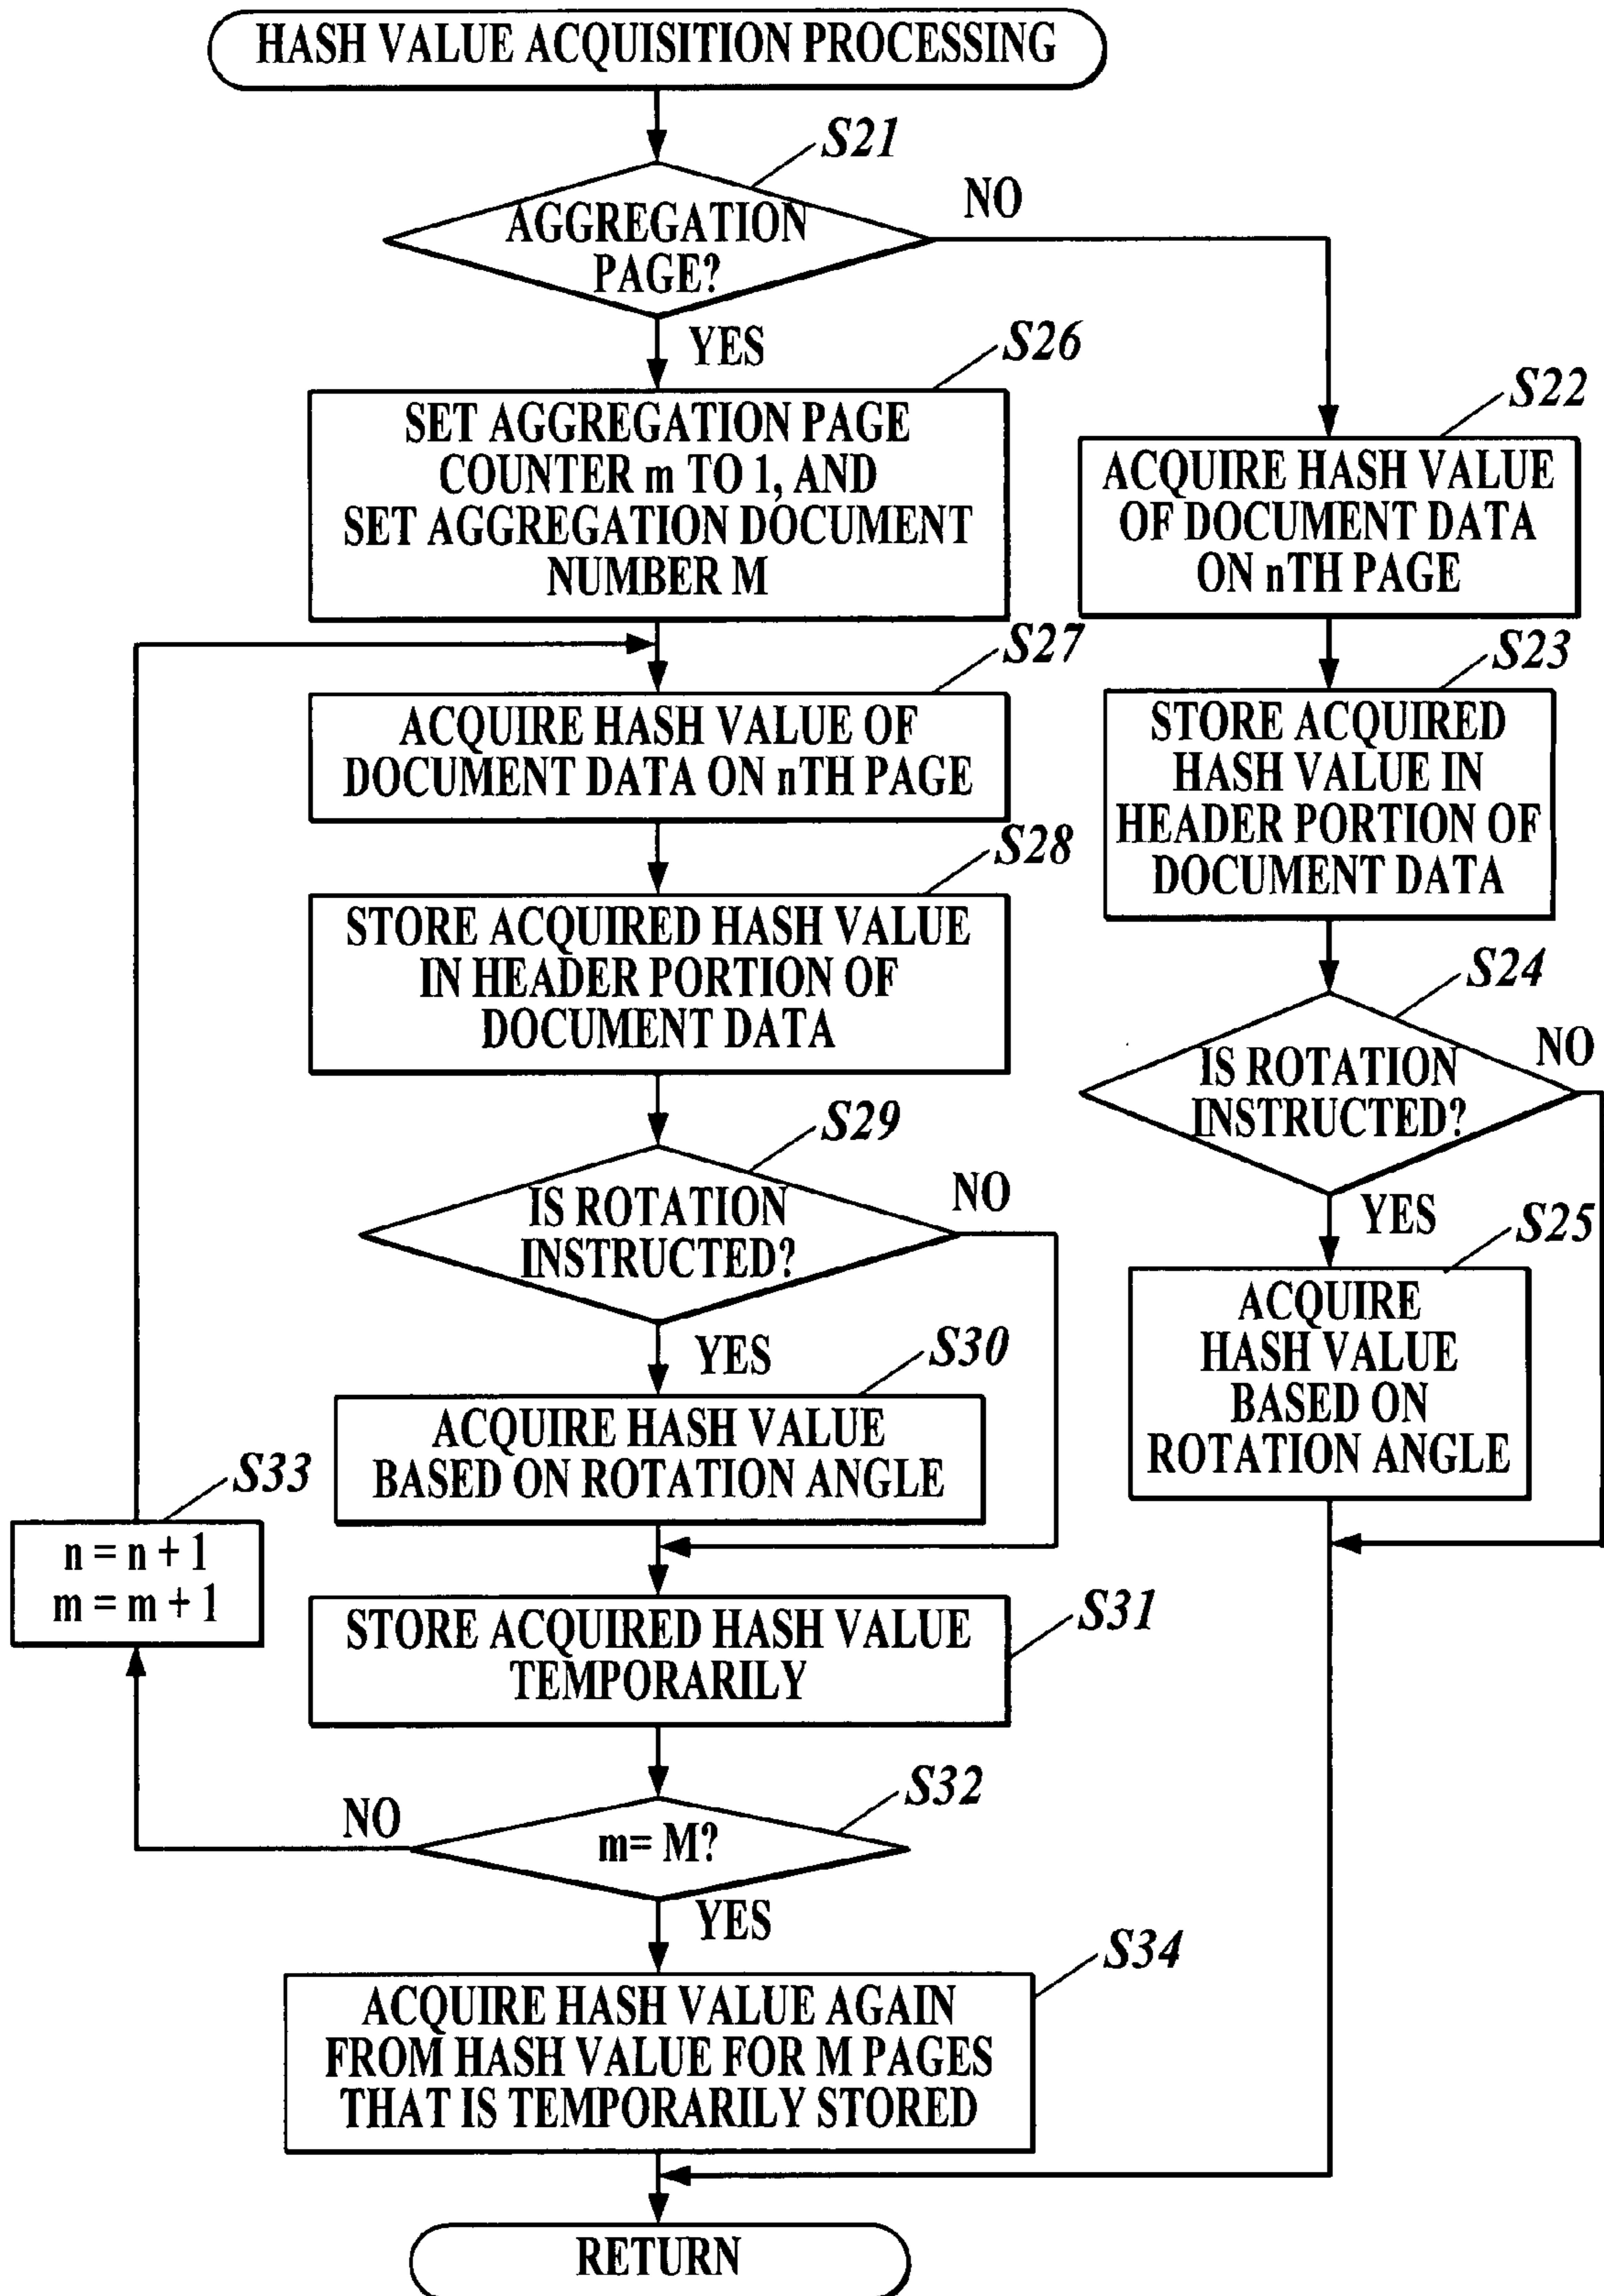 HASH VALUE ACQUISITION PROCESSING
S21
AGGREGATION
PAGE?
NO
YES
S26
SET AGGREGATION PAGE
COUNTER m TO 1, AND
SET AGGREGATION DOCUMENT
NUMBER M
S22
ACQUIRE HASH VALUE
OF DOCUMENT DATA
ON nTH PAGE
S27
ACQUIRE HASH VALUE OF
DOCUMENT DATA ON nTH PAGE
S23
STORE ACQUIRED
HASH VALUE IN
HEADER PORTION OF
DOCUMENT DATA
S28
STORE ACQUIRED HASH VALUE
IN HEADER PORTION OF
DOCUMENT DATA
S24
IS ROTATION
INSTRUCTED?
NO
YES
S29
IS ROTATION
INSTRUCTED?
NO
YES
S25
ACQUIRE
HASH VALUE
BASED ON
ROTATION ANGLE
S30
ACQUIRE HASH VALUE
BASED ON ROTATION ANGLE
S33
n = n + 1
m = m + 1
S31
STORE ACQUIRED HASH VALUE
TEMPORARILY
S32
m= M?
NO
YES
S34
ACQUIRE HASH VALUE AGAIN
FROM HASH VALUE FOR M PAGES
THAT IS TEMPORARILY STORED
RETURN